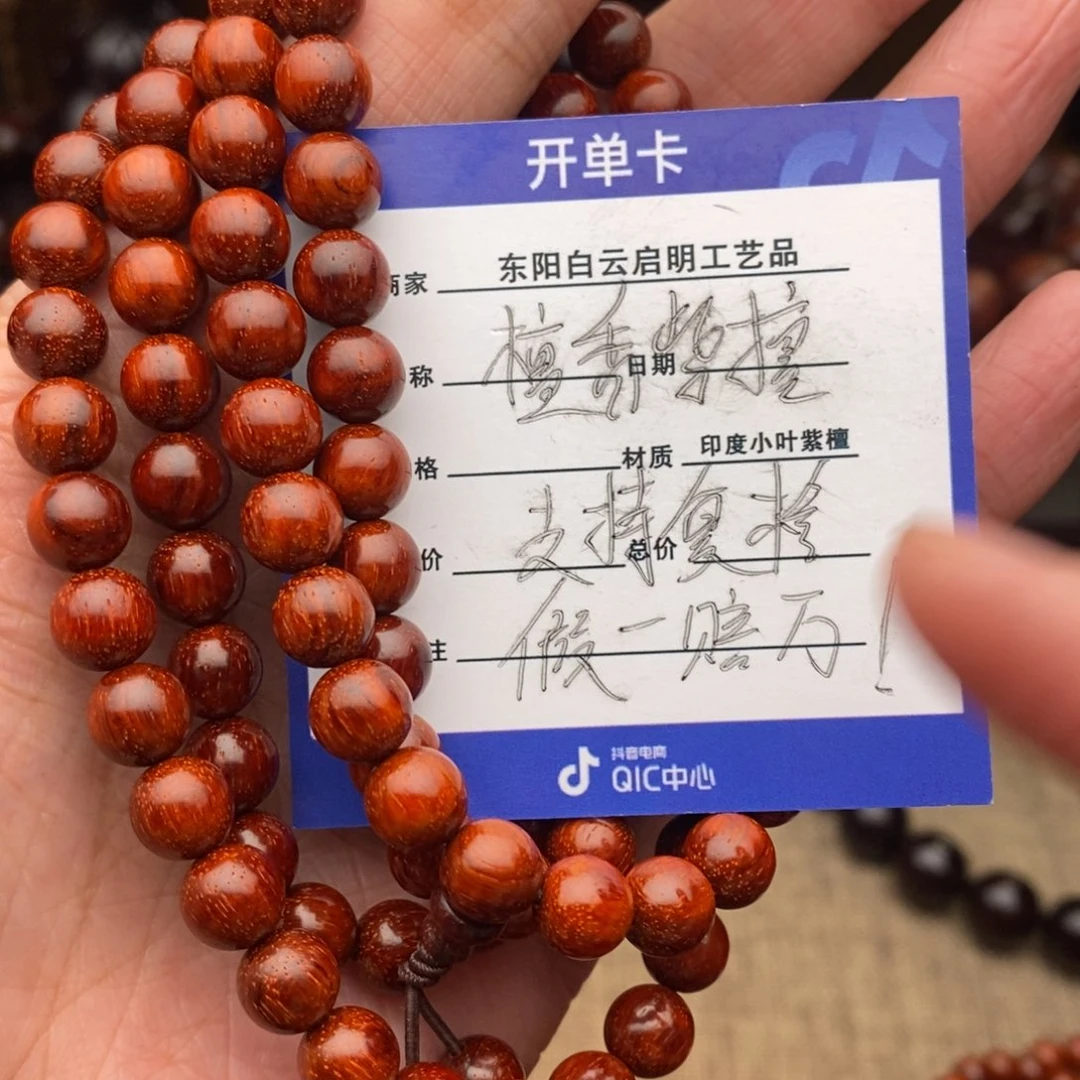 开单卡
商家 东阳白云启明工艺品
檀香紫檀
称 日期
格 材质 印度小叶紫檀
支持复检
价 总价
假一赔万!
主
抖音电商
QIC中心